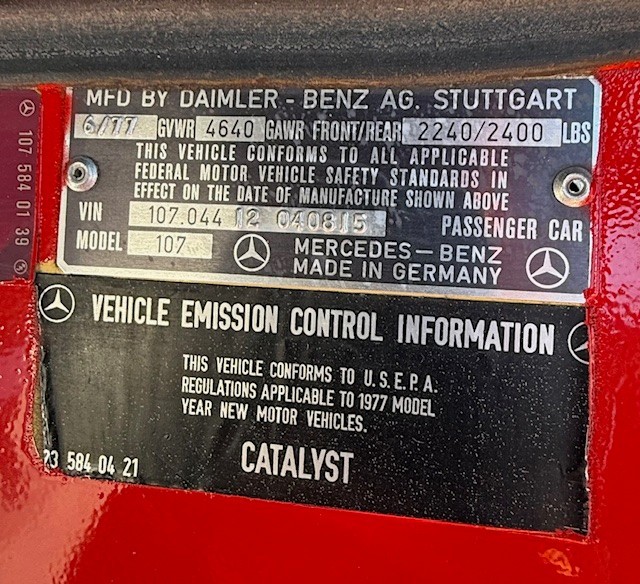 MFD BY DAIMLER - BENZ AG. STUTTGART
6/77 GVWR 4640 GAWR FRONT/REAR 2240/2400 LBS
THIS VEHICLE CONFORMS TO ALL APPLICABLE
FEDERAL MOTOR VEHICLE SAFETY STANDARDS IN
EFFECT ON THE DATE OF MANUFACTURE SHOWN ABOVE
VIN 107.044 12 040815 PASSENGER CAR
MODEL 107 MERCEDES-BENZ
MADE IN GERMANY
107 584 01 39
VEHICLE EMISSION CONTROL INFORMATION
THIS VEHICLE CONFORMS TO U.S.E.P.A.
REGULATIONS APPLICABLE TO 1977 MODEL
YEAR NEW MOTOR VEHICLES.
CATALYST
23 584 04 21